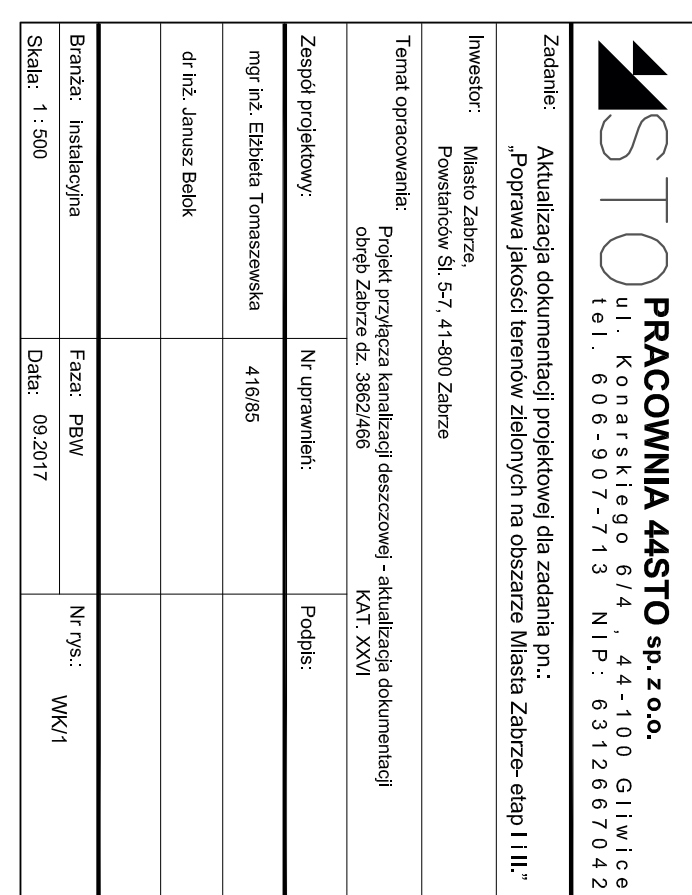 STO
PRACOWNIA 44STO sp. z o.o.
ul. Konarskiego 6/4, 44-100 Gliwice
tel. 606-907-713 NIP: 6312667042
Zadanie: Aktualizacja dokumentacji projektowej dla zadania pn.:
„Poprawa jakości terenów zielonych na obszarze Miasta Zabrze- etap I i II.”
Inwestor: Miasto Zabrze,
Powstańców Śl. 5-7, 41-800 Zabrze
Temat opracowania:
Projekt przyłącza kanalizacji deszczowej - aktualizacja dokumentacji
obręb Zabrze dz. 3862/466 KAT. XXVI
Zespół projektowy: Nr uprawnień: Podpis:
mgr inż. Elżbieta Tomaszewska 416/85
dr inż. Janusz Belok
Branża: instalacyjna Faza: PBW Nr rys.:
WK/1
Skala: 1 : 500 Data: 09.2017